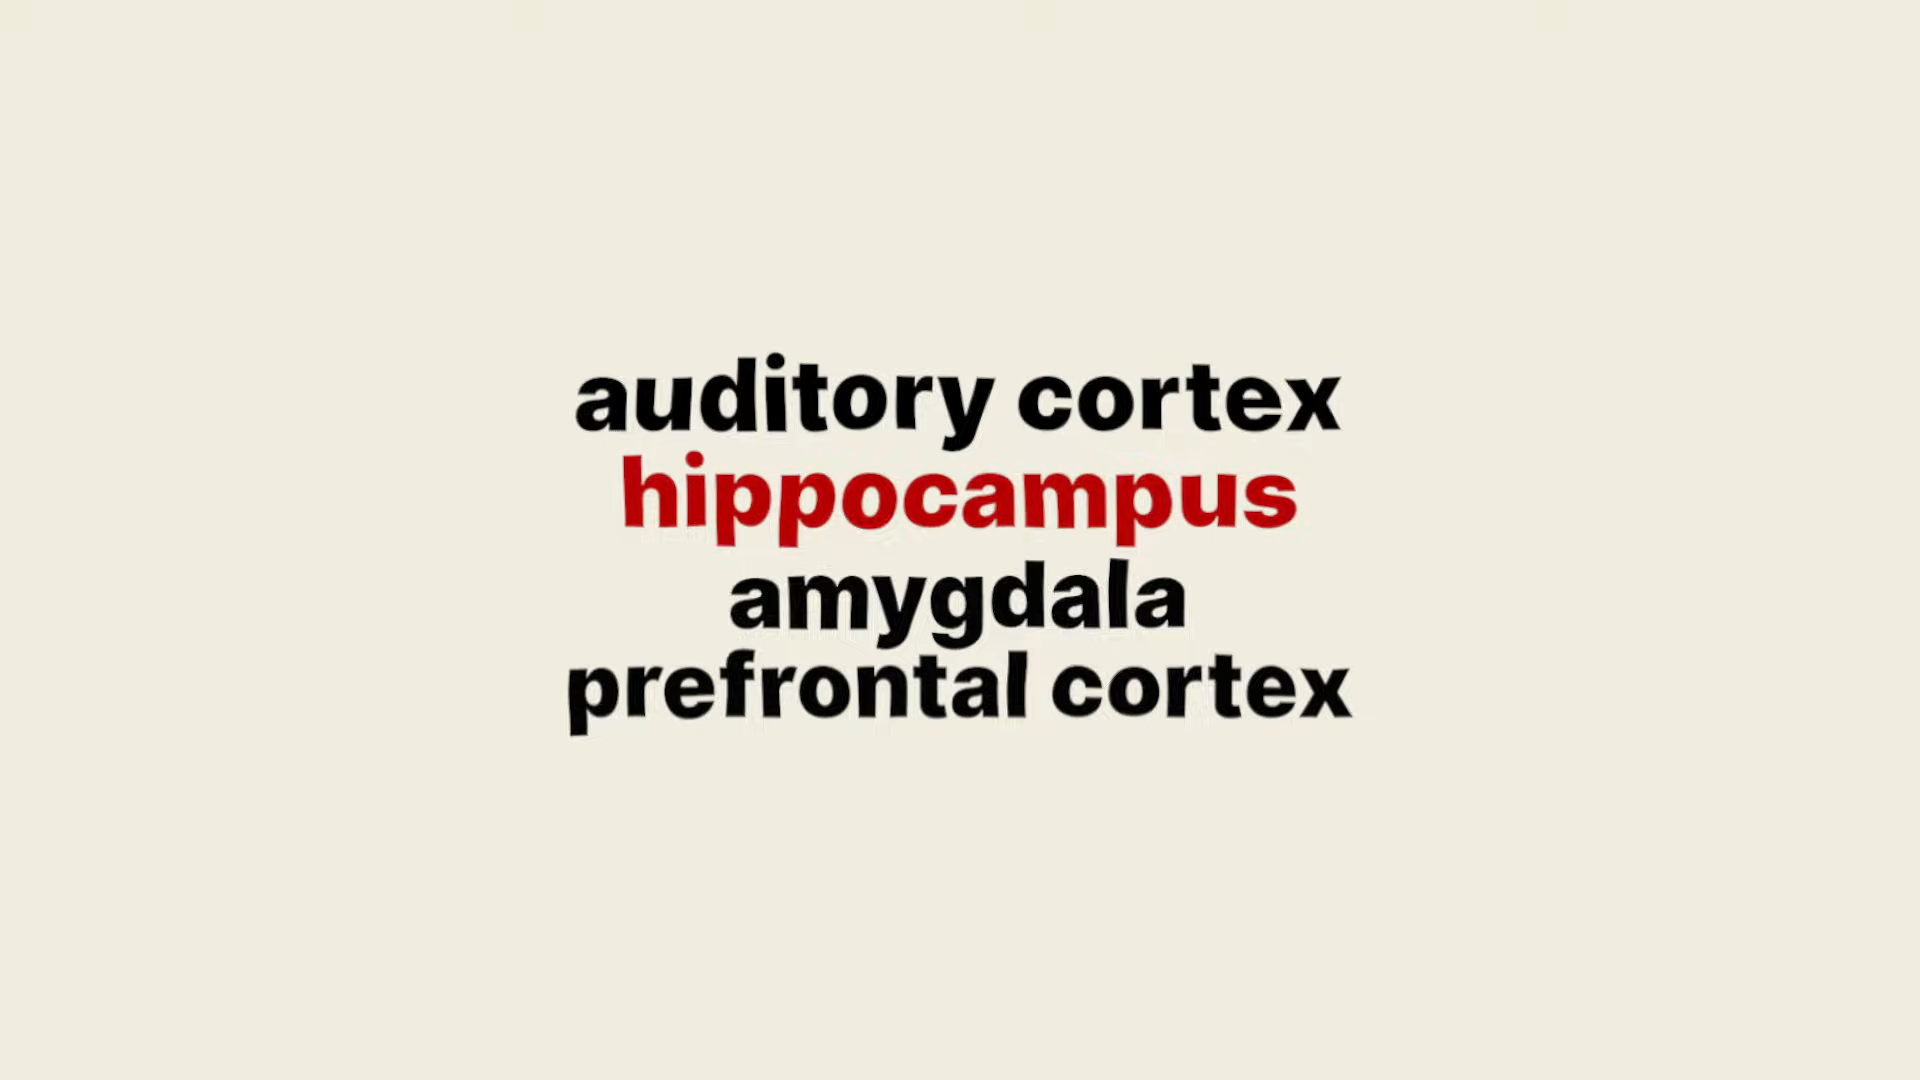 auditory cortex
hippocampus
amygdala
prefrontal cortex